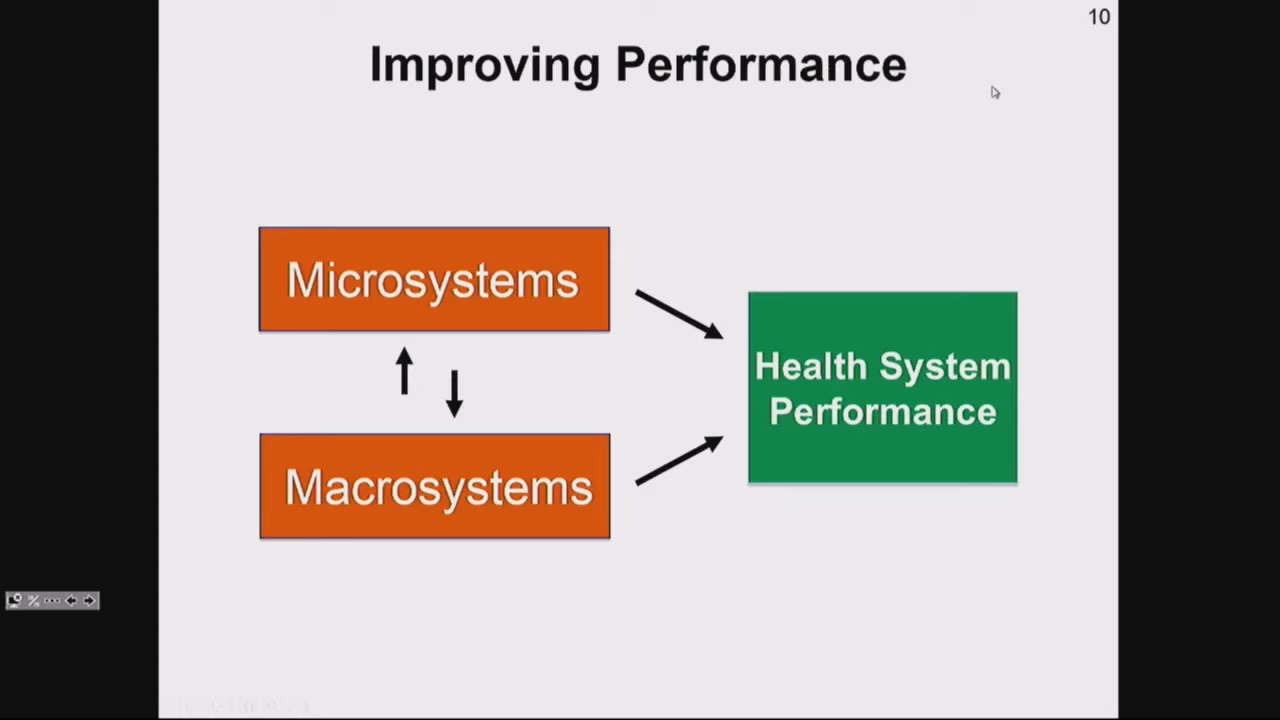 10
Improving Performance
Microsystems
Health System
Performance
Macrosystems